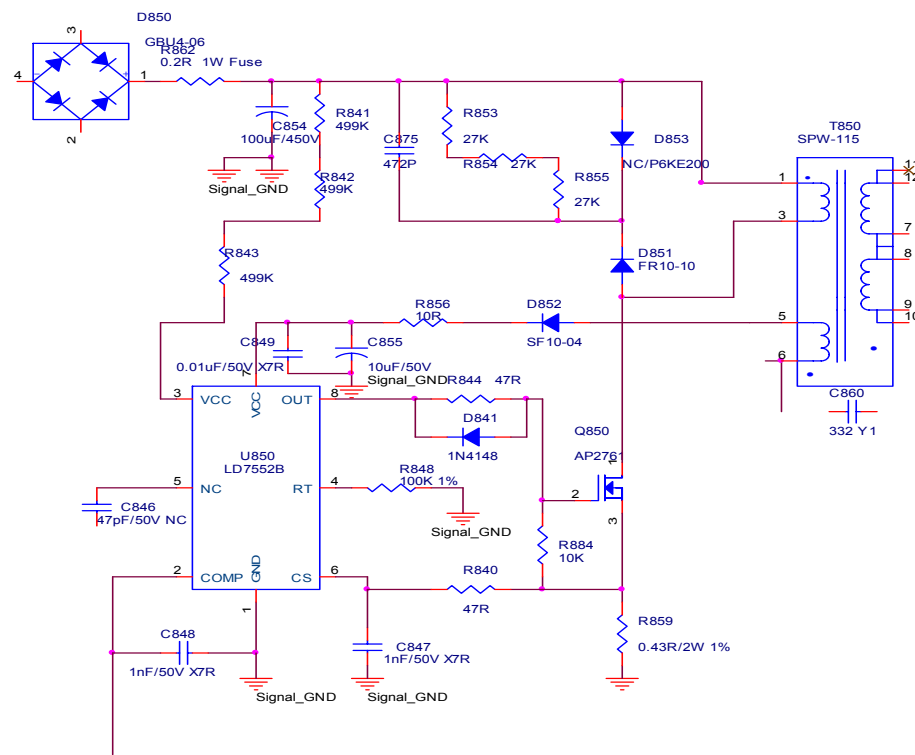 D850
GBU4-06
3
4
1
2
R862
0.2R 1W Fuse
C854
100uF/450V
Signal_GND
R841
499K
R842
499K
R843
499K
C875
472P
R853
27K
R854 27K
R855
27K
D853
NC/P6KE200
D851
FR10-10
T850
SPW-115
1
3
5
6
11
12
7
8
9
10
C860
332 Y1
R856
10R
D852
SF10-04
C849
0.01uF/50V X7R
C855
10uF/50V
Signal_GND
7
3
VCC
VCC
OUT
8
R844 47R
D841
1N4148
U850
LD7552B
5
NC
RT
4
R848
100K 1%
Signal_GND
C846
47pF/50V NC
Q850
AP2761
1
2
3
R884
10K
2
COMP
GND
CS
6
1
R840
47R
R859
0.43R/2W 1%
C848
1nF/50V X7R
Signal_GND
C847
1nF/50V X7R
Signal_GND